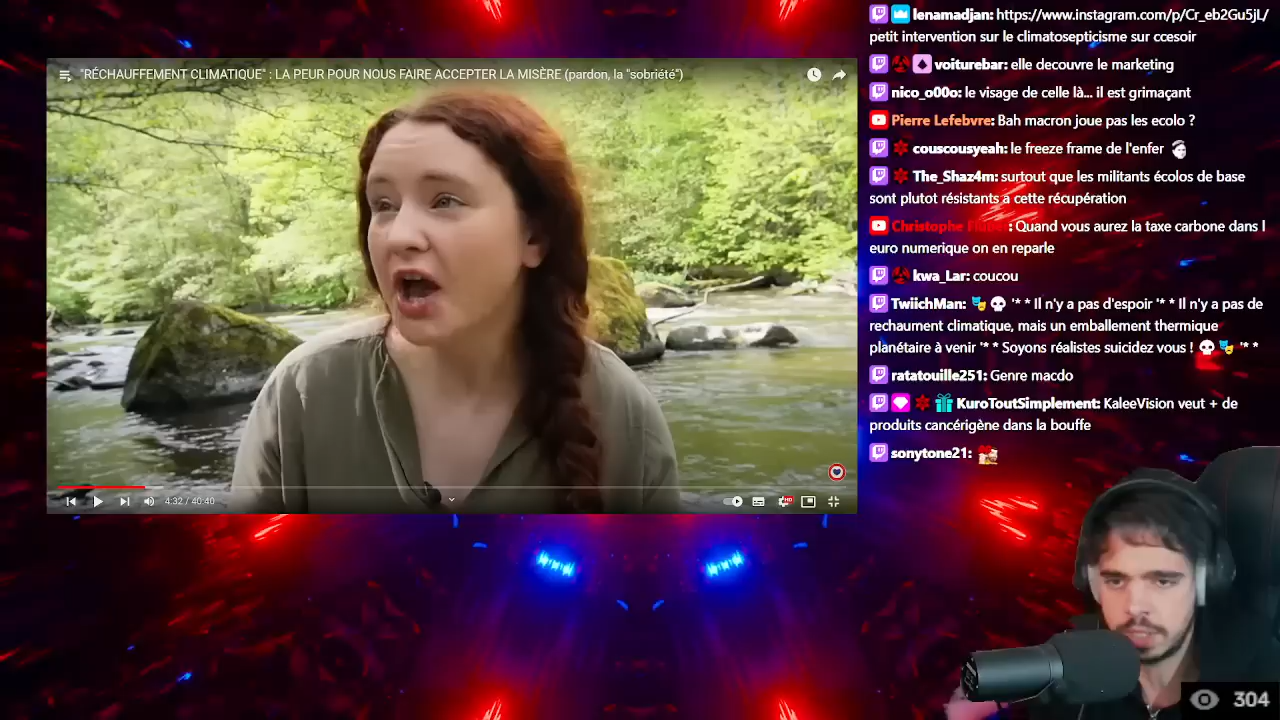 "RÉCHAUFFEMENT CLIMATIQUE" : LA PEUR POUR NOUS FAIRE ACCEPTER LA MISÈRE (pardon, la "sobriété")
4:32 / 40:40
HD
lenamadjan: https://www.instagram.com/p/Cr_eb2Gu5jL/
petit intervention sur le climatosepticisme sur ccesoir
voiturebar: elle decouvre le marketing
nico_o00o: le visage de celle là... il est grimaçant
Pierre Lefebvre: Bah macron joue pas les ecolo ?
couscousyeah: le freeze frame de l'enfer
The_Shaz4m: surtout que les militants écolos de base
sont plutot résistants à cette récupération
Christophe : Quand vous aurez la taxe carbone dans l
euro numerique on en reparle
kwa_Lar: coucou
TwiichMan: '* * Il n'y a pas d'espoir '* * Il n'y a pas de
rechaument climatique, mais un emballement thermique
planétaire à venir '* * Soyons réalistes suicidez vous ! '* *
ratatouille251: Genre macdo
KuroToutSimplement: KaleeVision veut + de
produits cancérigène dans la bouffe
sonytone21:
304